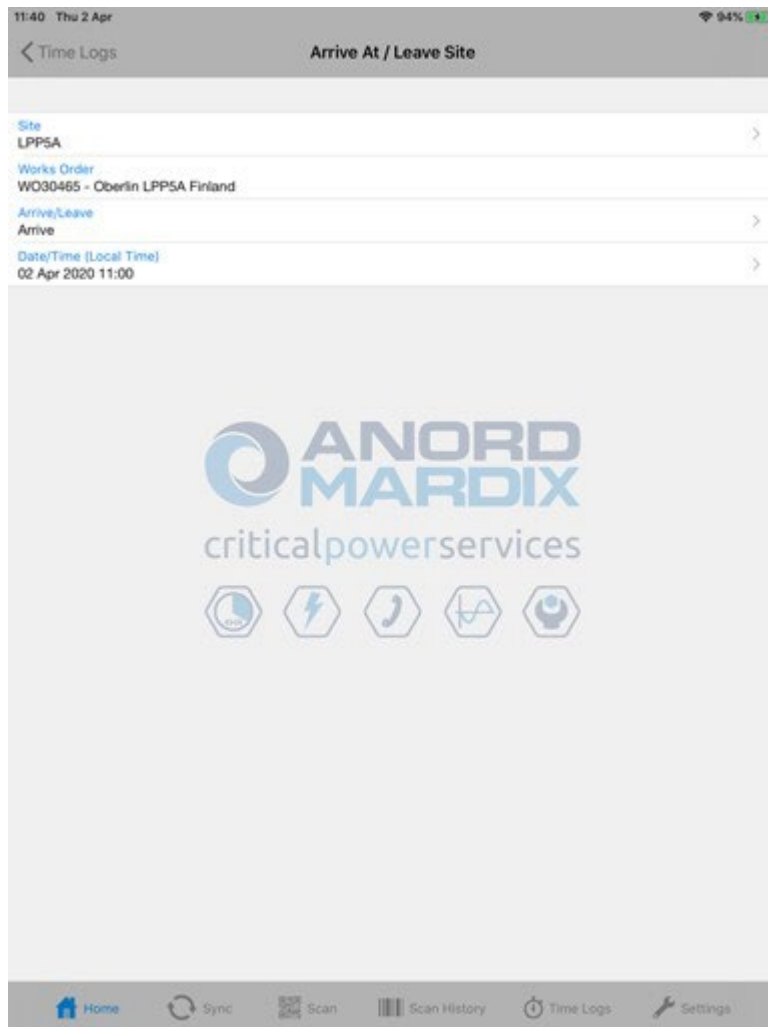 11:40 Thu 2 Apr 94%
Time Logs Arrive At / Leave Site
Site
LPP5A
Works Order
WO30465 - Oberlin LPP5A Finland
Arrive/Leave
Arrive
Date/Time (Local Time)
02 Apr 2020 11:00
ANORD
MARDIX
criticalpowerservices
Home Sync Scan Scan History Time Logs Settings